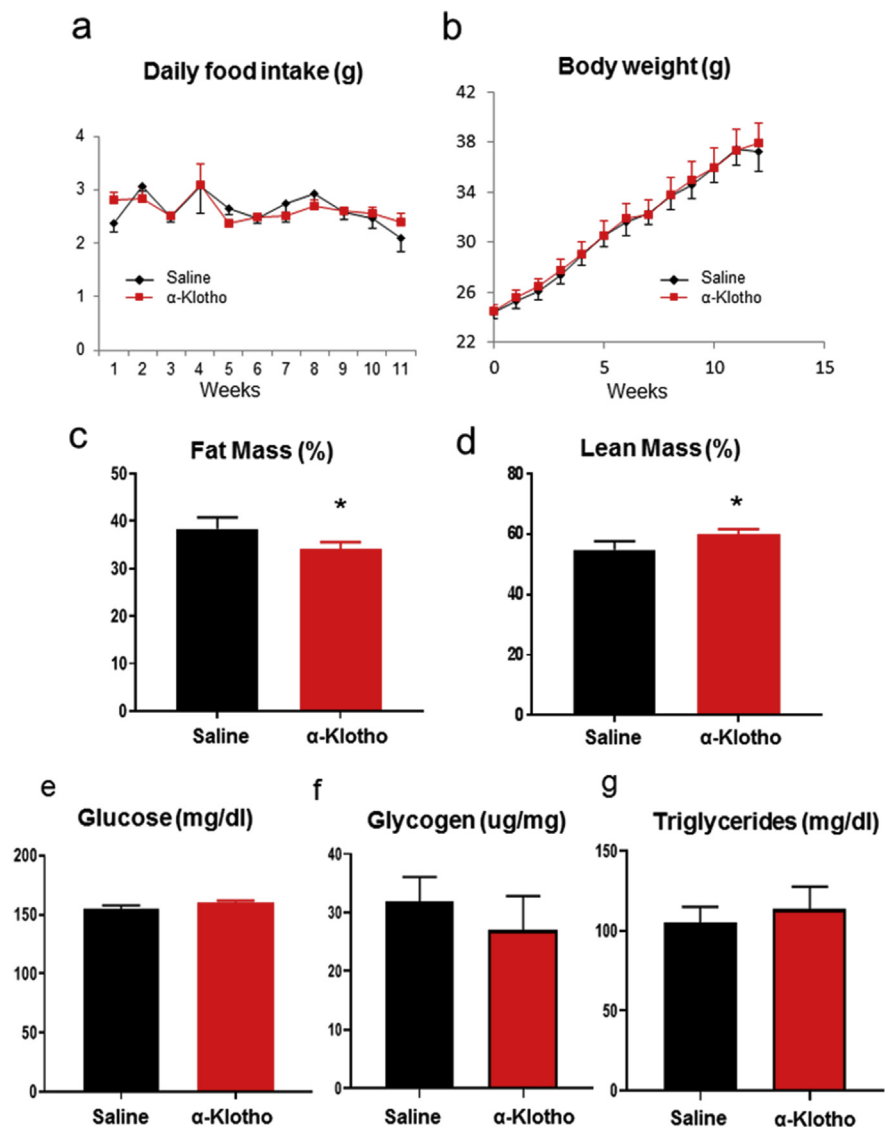 a
Daily food intake (g)
4
3
2
1
0
Saline
α-Klotho
1 2 3 4 5 6 7 8 9 10 11
Weeks
b
Body weight (g)
42
38
34
30
26
22
Saline
α-Klotho
0 5 10 15
Weeks
c
Fat Mass (%)
50
40
30
20
10
0
*
Saline α-Klotho
d
Lean Mass (%)
80
60
40
20
0
*
Saline α-Klotho
e
Glucose (mg/dl)
200
150
100
50
0
Saline α-Klotho
f
Glycogen (ug/mg)
40
30
20
10
0
Saline α-Klotho
g
Triglycerides (mg/dl)
150
100
50
0
Saline α-Klotho